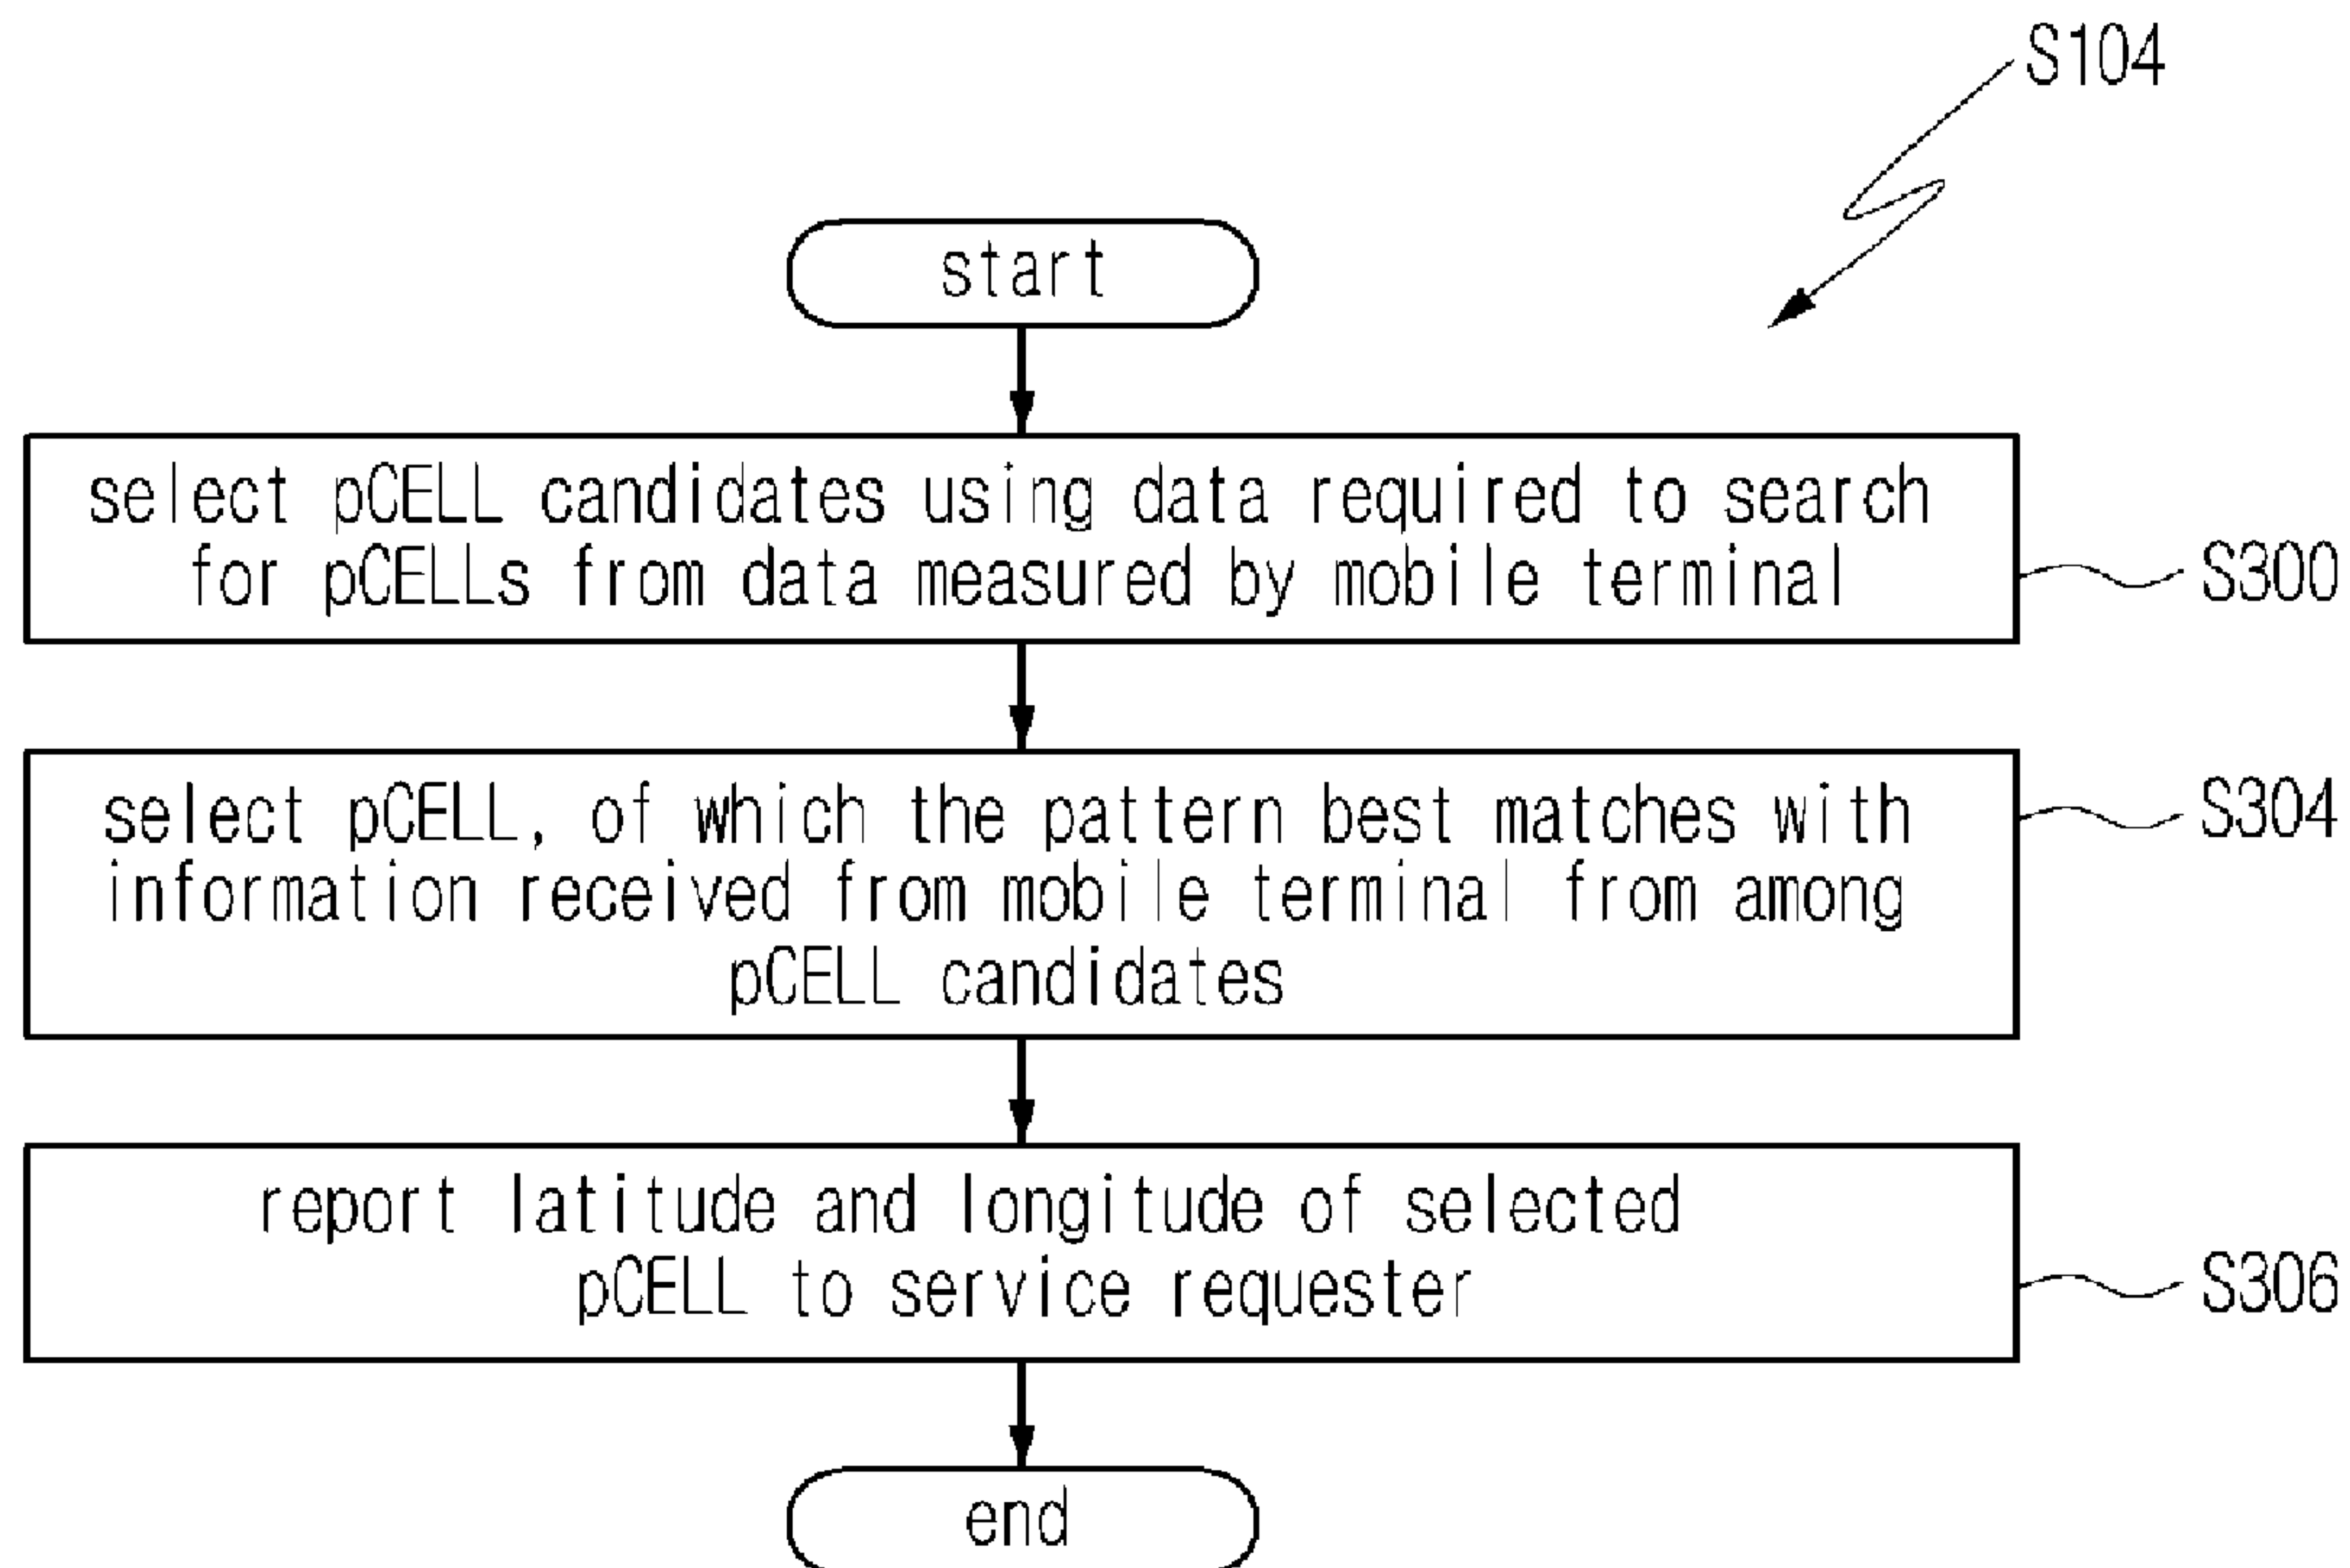 S104
start
select pCELL candidates using data required to search
for pCELLs from data measured by mobile terminal
S300
select pCELL, of which the pattern best matches with
information received from mobile terminal from among
pCELL candidates
S304
report latitude and longitude of selected
pCELL to service requester
S306
end